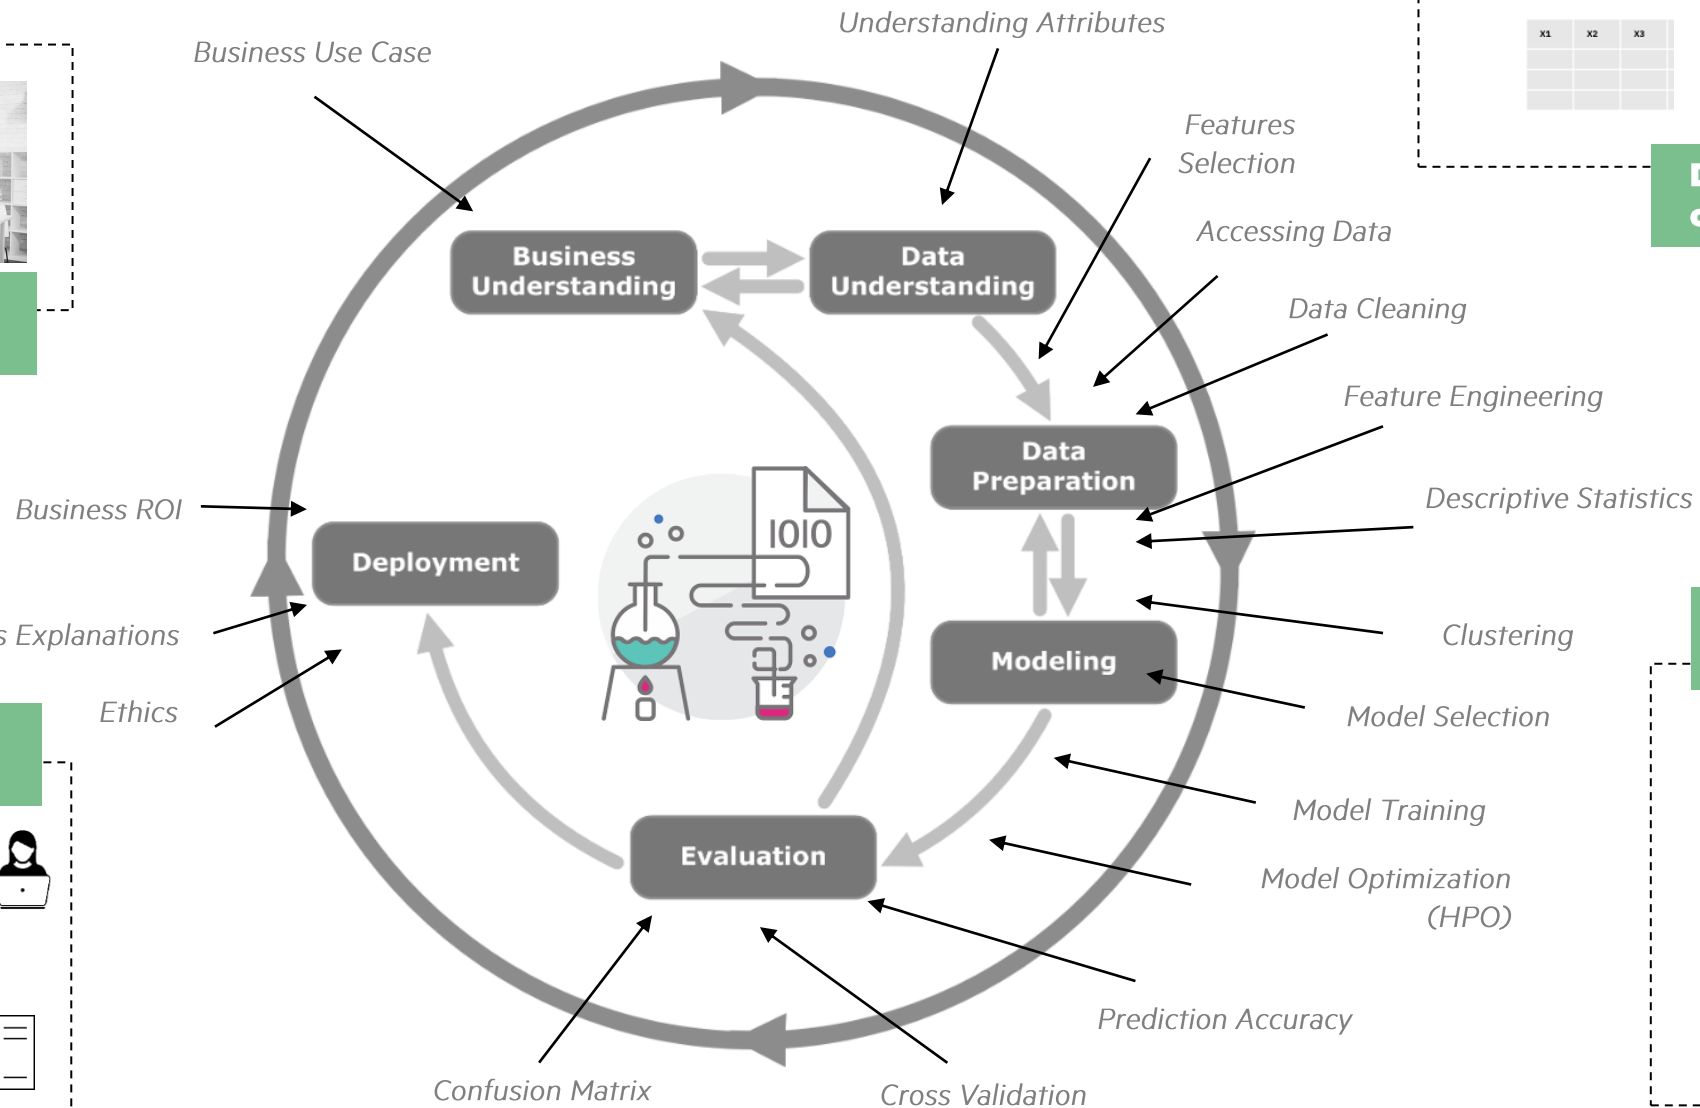 Understanding Attributes
Business Use Case
X1 X2 X3
Features
Selection
Accessing Data
Business
Understanding
Data
Understanding
Data Cleaning
Feature Engineering
Data
Preparation
Descriptive Statistics
Business ROI
IOIO
Deployment
Explanations
Clustering
Modeling
Ethics
Model Selection
Model Training
Evaluation
Model Optimization
(HPO)
Prediction Accuracy
Confusion Matrix
Cross Validation